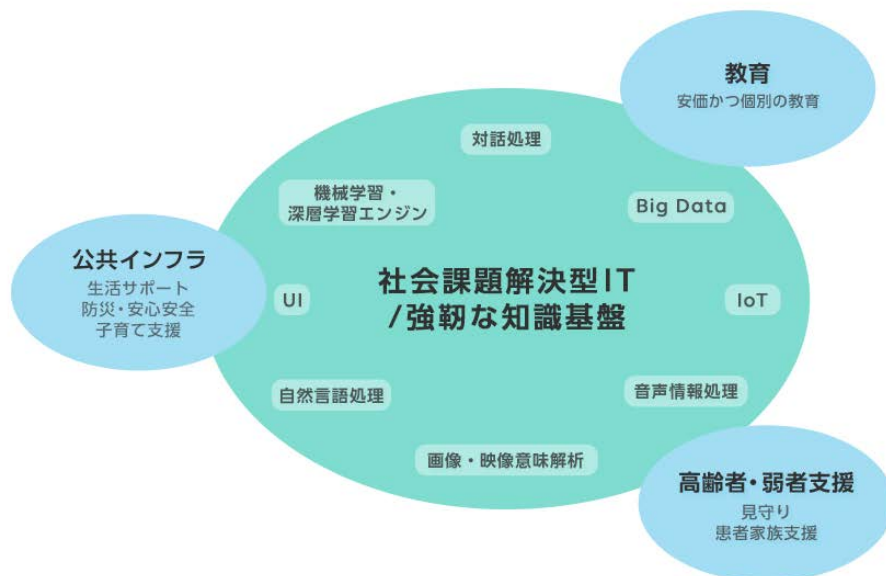 教育
安価かつ個別の教育
対話処理
機械学習・
深層学習エンジン
Big Data
公共インフラ
生活サポート
防災・安心安全
子育て支援
UI
社会課題解決型IT
/強靭な知識基盤
IoT
自然言語処理
音声情報処理
画像・映像意味解析
高齢者・弱者支援
見守り
患者家族支援